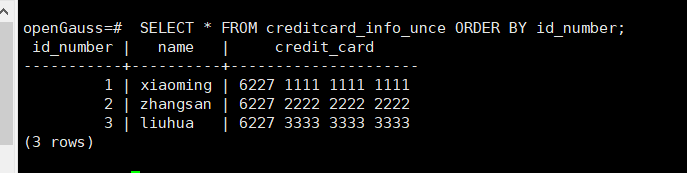 openGauss=#  SELECT * FROM creditcard_info_unce ORDER BY id_number;
 id_number |   name   |     credit_card
-----------+----------+---------------------
         1 | xiaoming | 6227 1111 1111 1111
         2 | zhangsan | 6227 2222 2222 2222
         3 | liuhua   | 6227 3333 3333 3333
(3 rows)